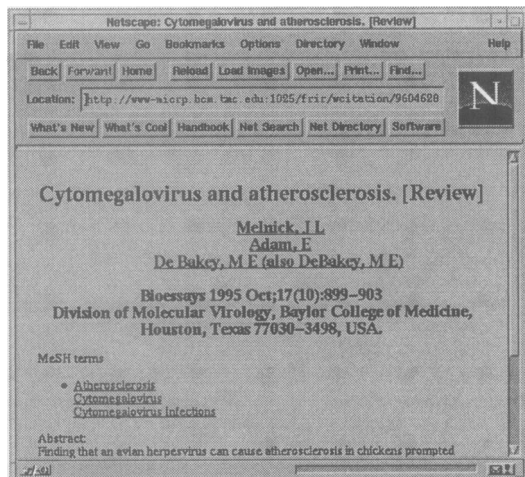 Netscape: Cytomegalovirus and atherosclerosis. [Review]
File Edit View Go Bookmarks Options Directory Window Help
Back Forward Home Reload Load Images Open... Print... Find...
Location: http://www-micrp.hcm.tmc.edu:1025/frir/wcitation/9604628
N
What's New What's Cool Handbook Net Search Net Directory Software
Cytomegalovirus and atherosclerosis. [Review]
Melnick, J L
Adam, E
De Bakey, M E (also DeBakey, M E)
Bioessays 1995 Oct;17(10):899-903
Division of Molecular Virology, Baylor College of Medicine,
Houston, Texas 77030-3498, USA.
MeSH terms
• Atherosclerosis
Cytomegalovirus
Cytomegalovirus Infections
Abstract:
Finding that an avian herpesvirus can cause atherosclerosis in chickens prompted